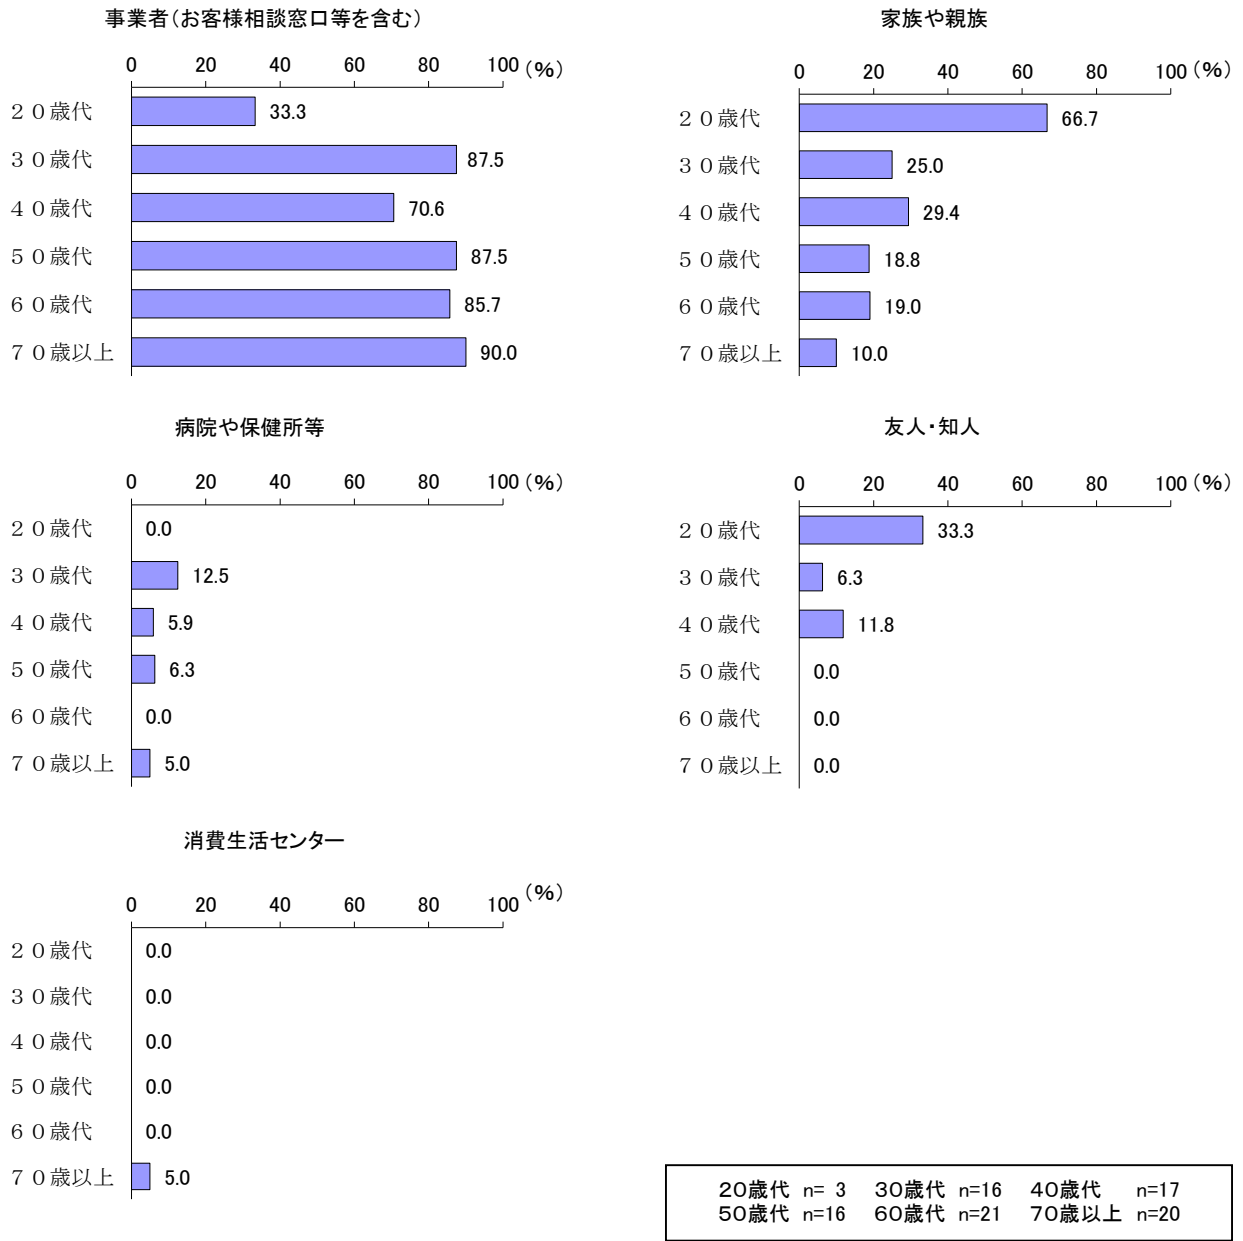 事業者(お客様相談窓口等を含む)
0 20 40 60 80 100 (%)
20歳代 33.3
30歳代 87.5
40歳代 70.6
50歳代 87.5
60歳代 85.7
70歳以上 90.0
家族や親族
0 20 40 60 80 100 (%)
20歳代 66.7
30歳代 25.0
40歳代 29.4
50歳代 18.8
60歳代 19.0
70歳以上 10.0
病院や保健所等
0 20 40 60 80 100 (%)
20歳代 0.0
30歳代 12.5
40歳代 5.9
50歳代 6.3
60歳代 0.0
70歳以上 5.0
友人・知人
0 20 40 60 80 100 (%)
20歳代 33.3
30歳代 6.3
40歳代 11.8
50歳代 0.0
60歳代 0.0
70歳以上 0.0
消費生活センター
0 20 40 60 80 100 (%)
20歳代 0.0
30歳代 0.0
40歳代 0.0
50歳代 0.0
60歳代 0.0
70歳以上 5.0
20歳代 n= 3 30歳代 n=16 40歳代 n=17
50歳代 n=16 60歳代 n=21 70歳以上 n=20